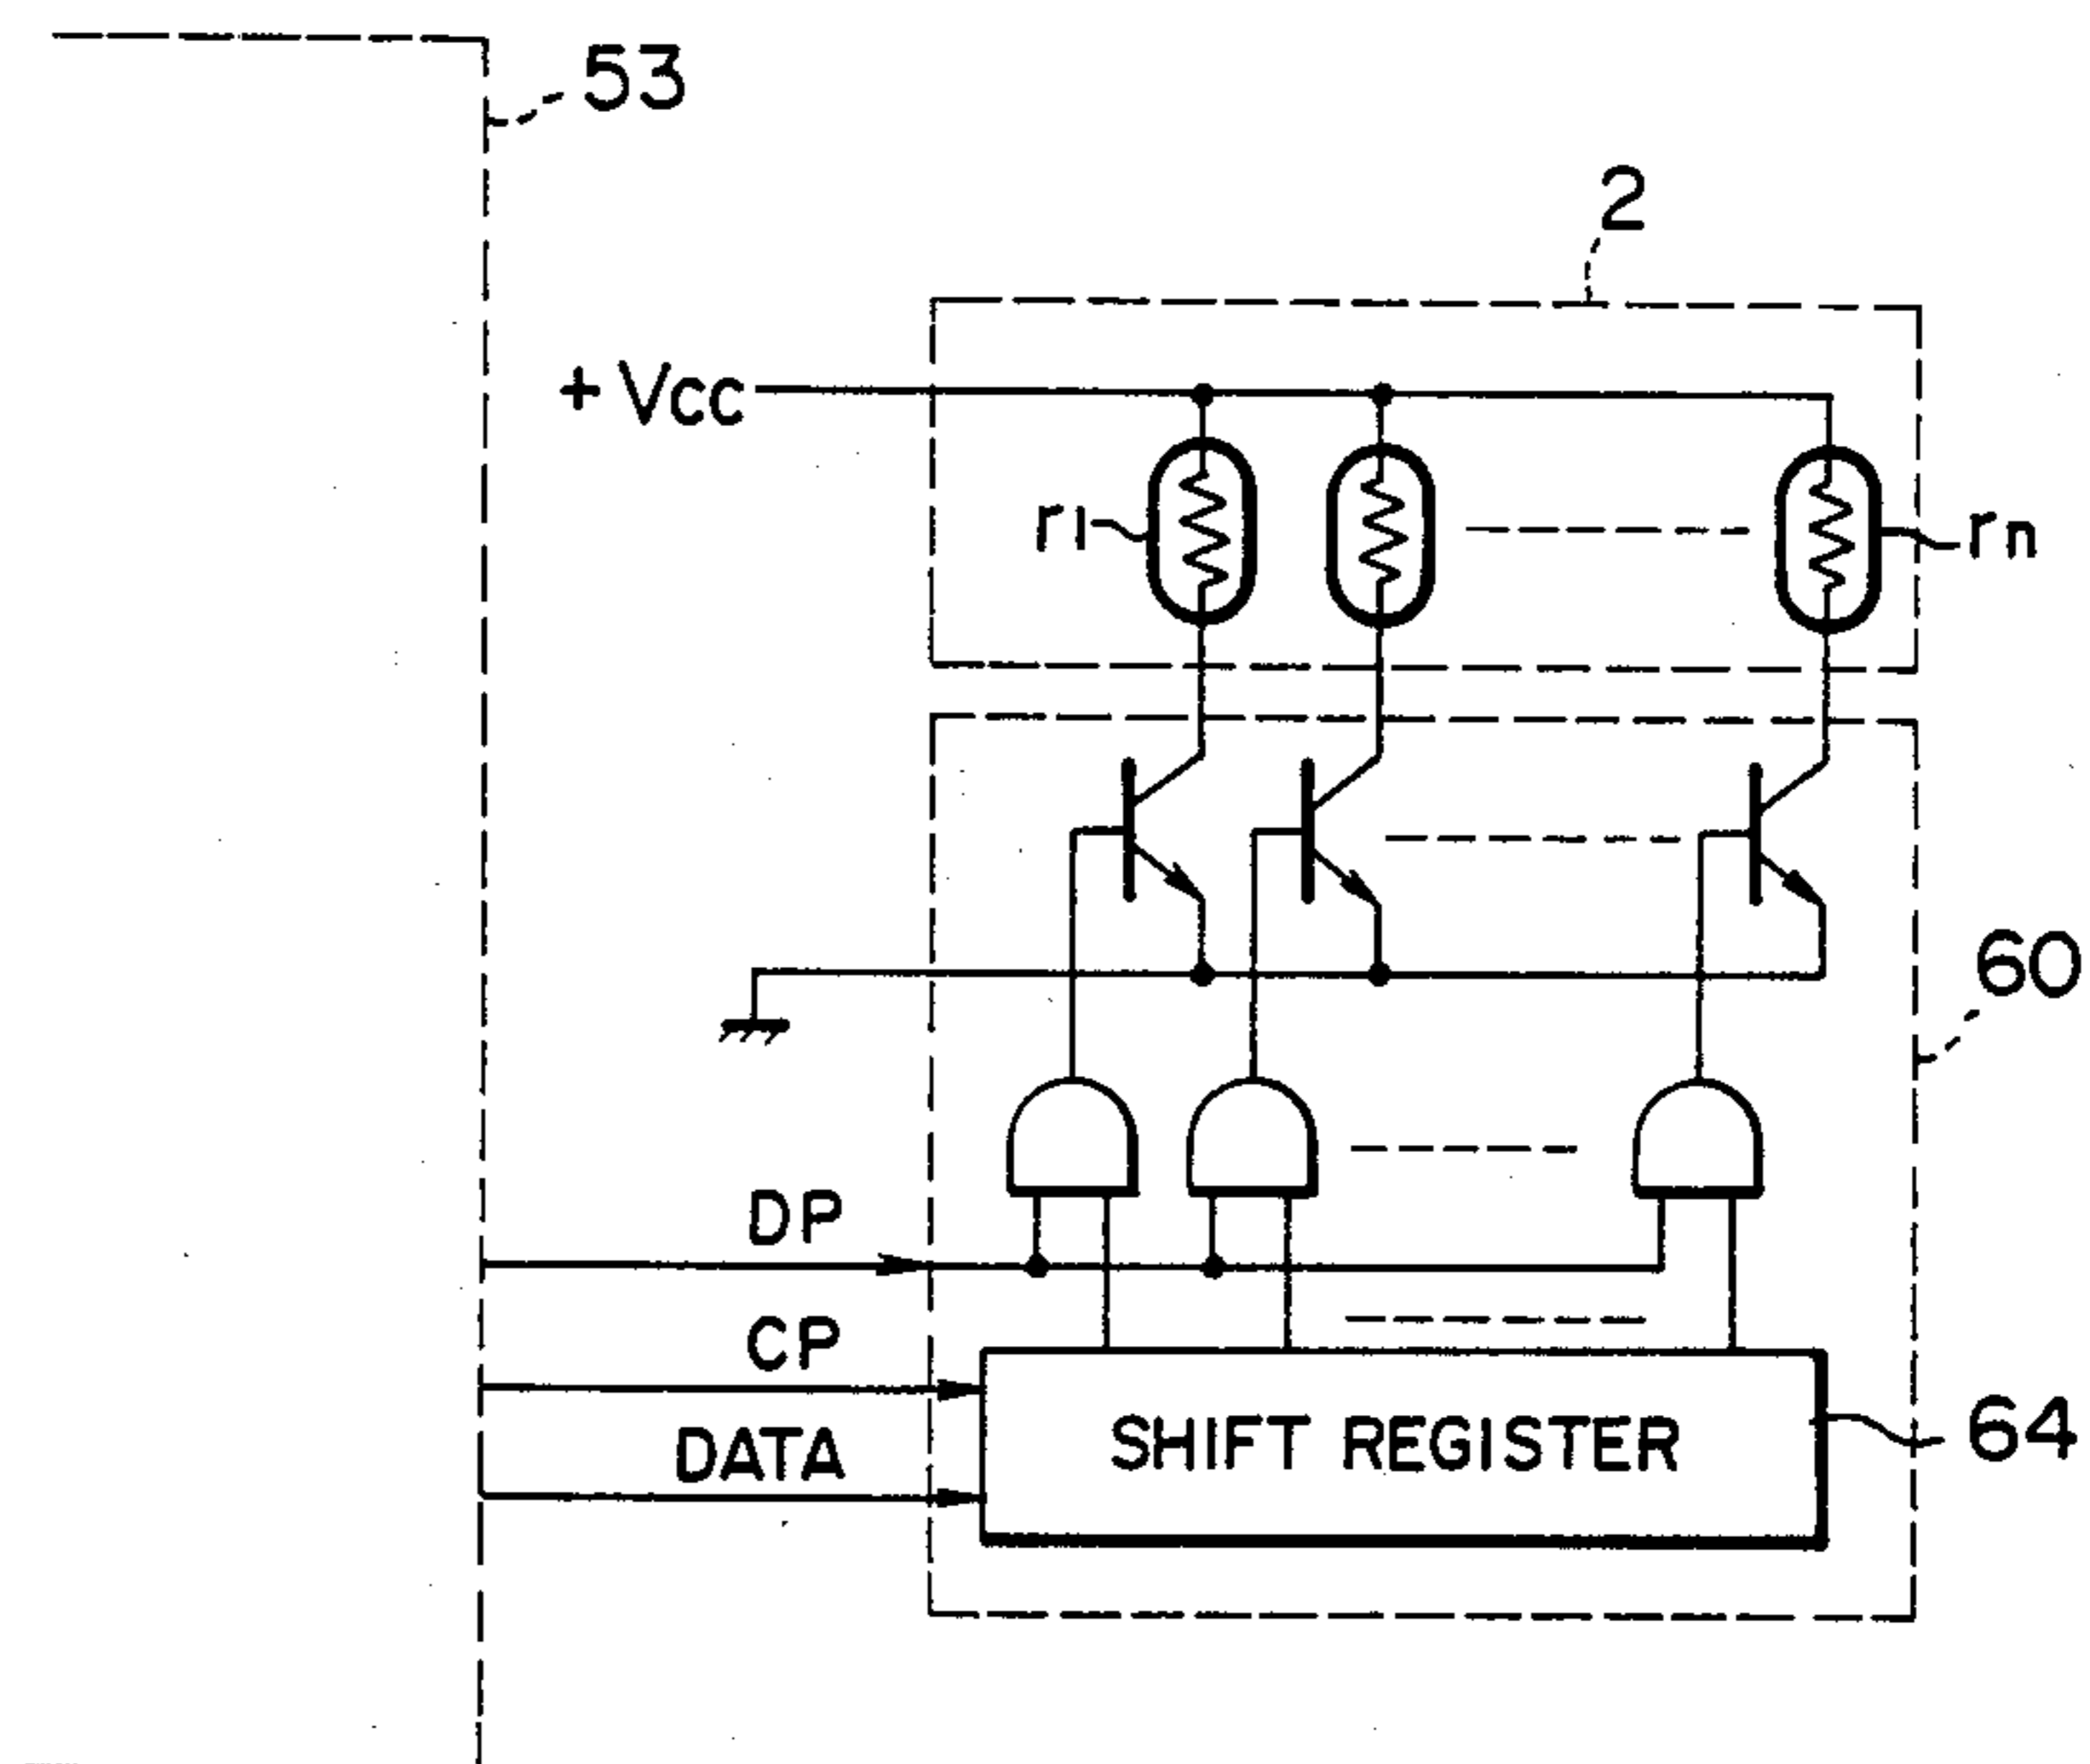 53
2
+ Vcc
r1
rn
60
DP
CP
DATA
SHIFT REGISTER
64